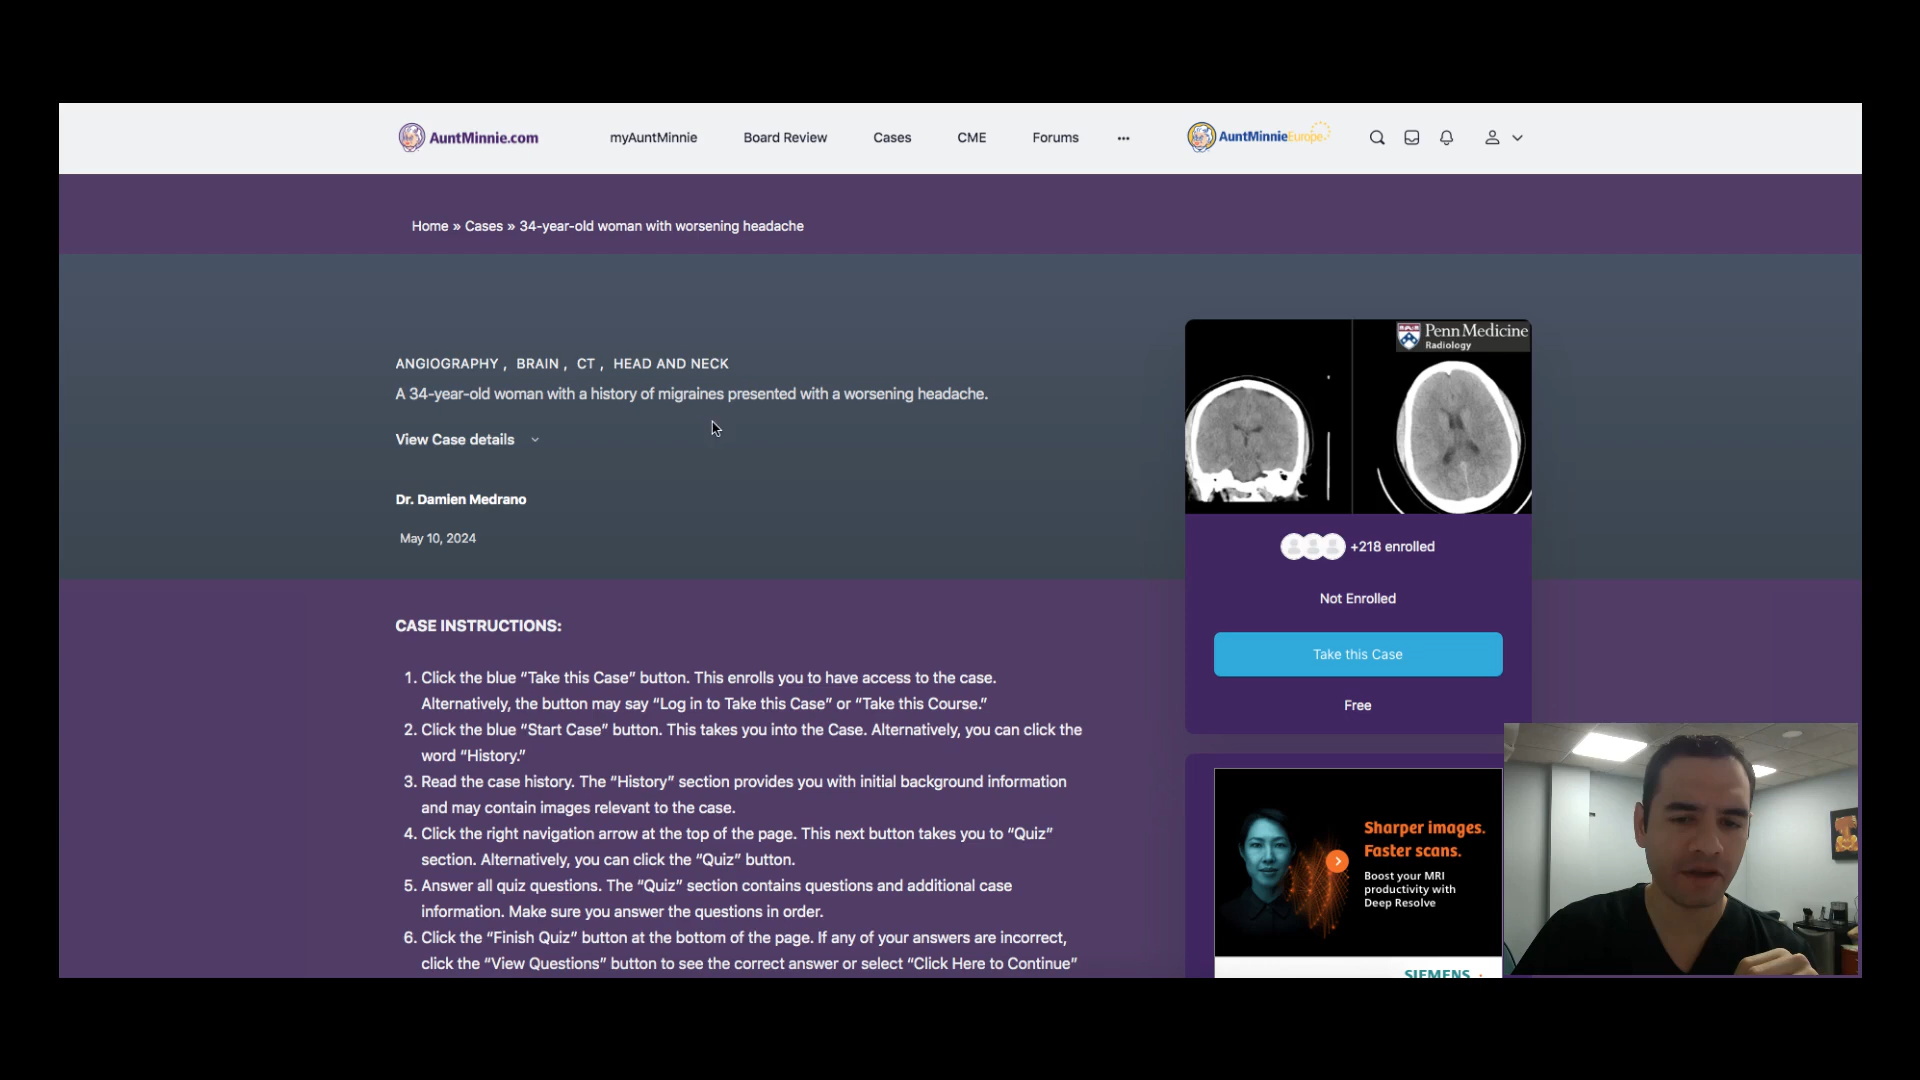 AuntMinnie.com
myAuntMinnie
Board Review
Cases
CME
Forums
AuntMinnieEurope
Home » Cases » 34-year-old woman with worsening headache
ANGIOGRAPHY , BRAIN , CT , HEAD AND NECK
A 34-year-old woman with a history of migraines presented with a worsening headache.
View Case details
Dr. Damien Medrano
May 10, 2024
Penn Medicine
Radiology
+218 enrolled
Not Enrolled
Take this Case
Free
CASE INSTRUCTIONS:
1. Click the blue “Take this Case” button. This enrolls you to have access to the case.
Alternatively, the button may say “Log in to Take this Case” or “Take this Course.”
2. Click the blue “Start Case” button. This takes you into the Case. Alternatively, you can click the
word “History.”
3. Read the case history. The “History” section provides you with initial background information
and may contain images relevant to the case.
4. Click the right navigation arrow at the top of the page. This next button takes you to “Quiz”
section. Alternatively, you can click the “Quiz” button.
5. Answer all quiz questions. The “Quiz” section contains questions and additional case
information. Make sure you answer the questions in order.
6. Click the “Finish Quiz” button at the bottom of the page. If any of your answers are incorrect,
click the “View Questions” button to see the correct answer or select “Click Here to Continue”
Sharper images.
Faster scans.
Boost your MRI
productivity with
Deep Resolve
SIEMENS